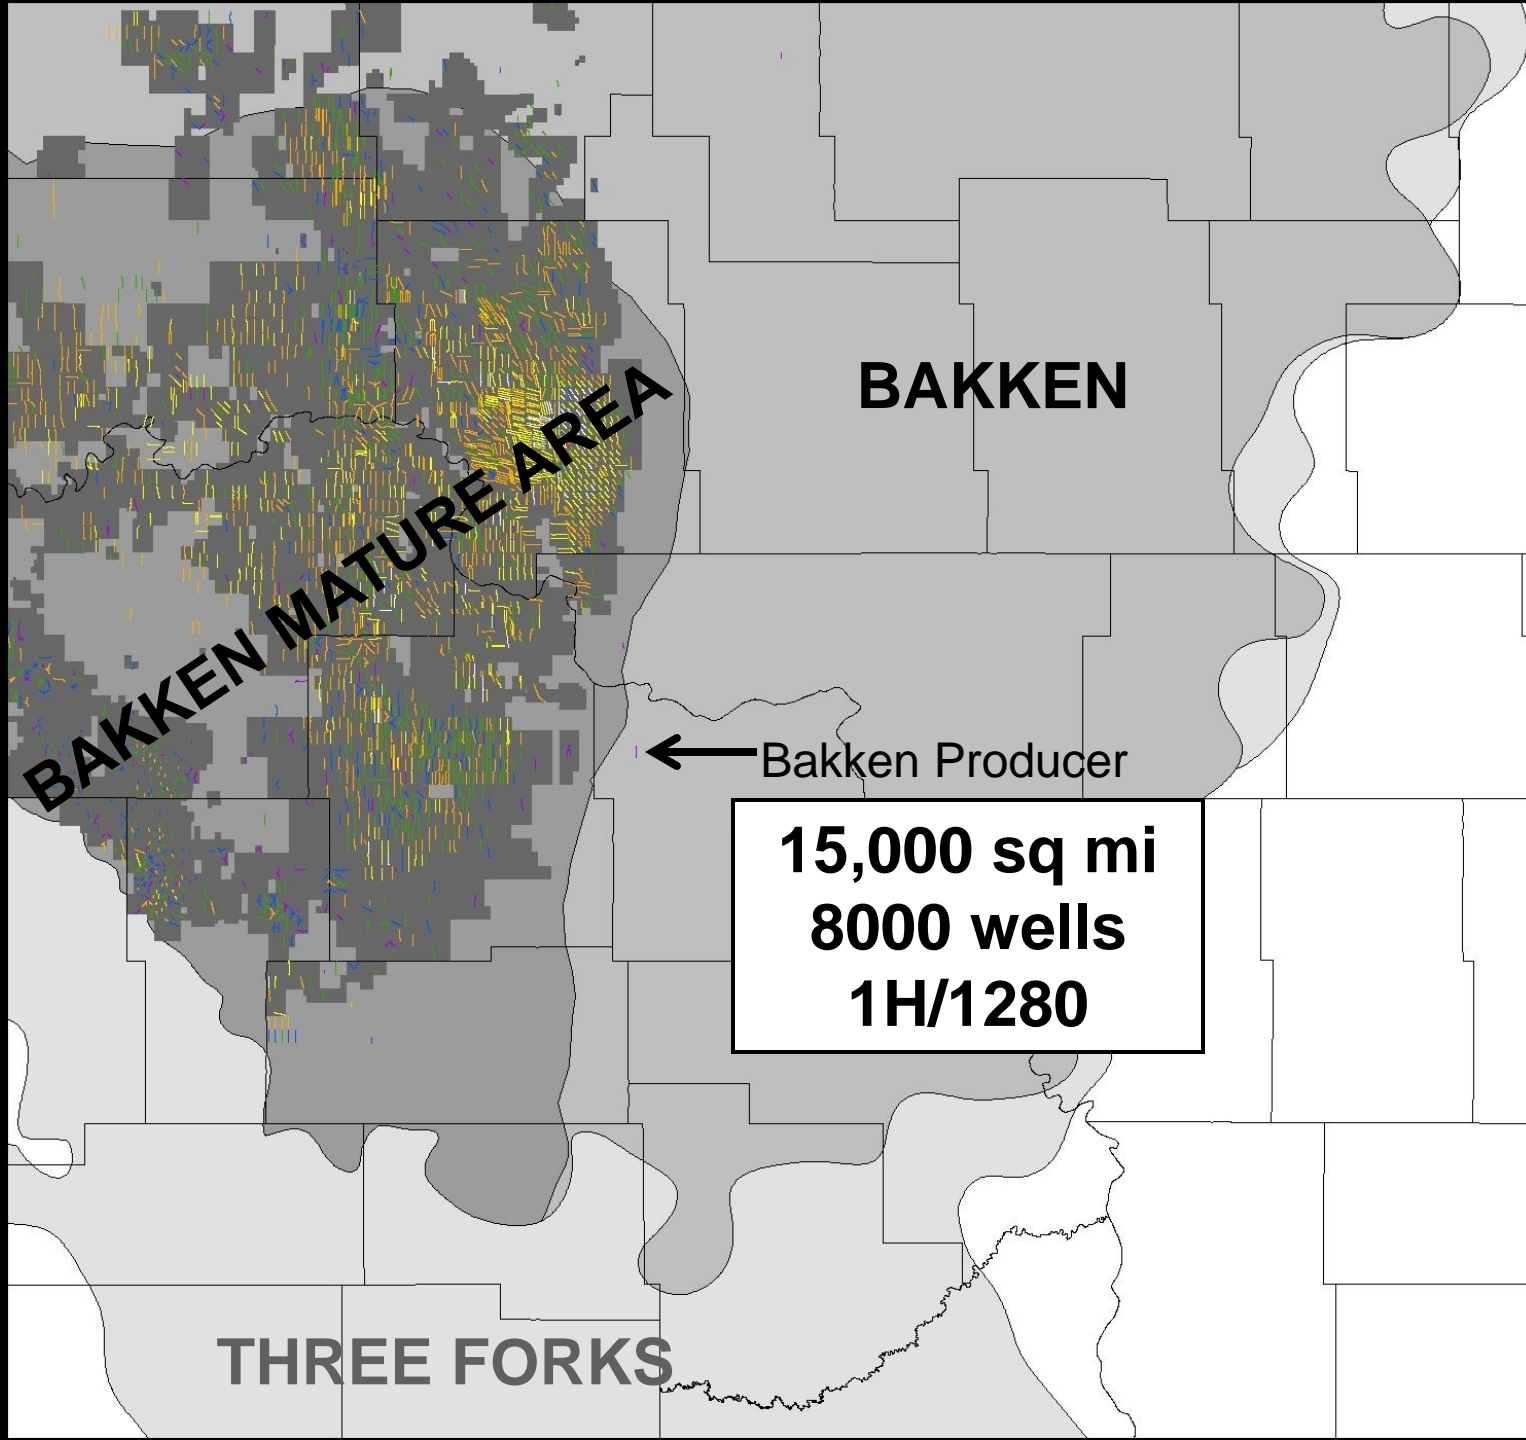 BAKKEN
BAKKEN MATURE AREA
Bakken Producer
15,000 sq mi
8000 wells
1H/1280
THREE FORKS